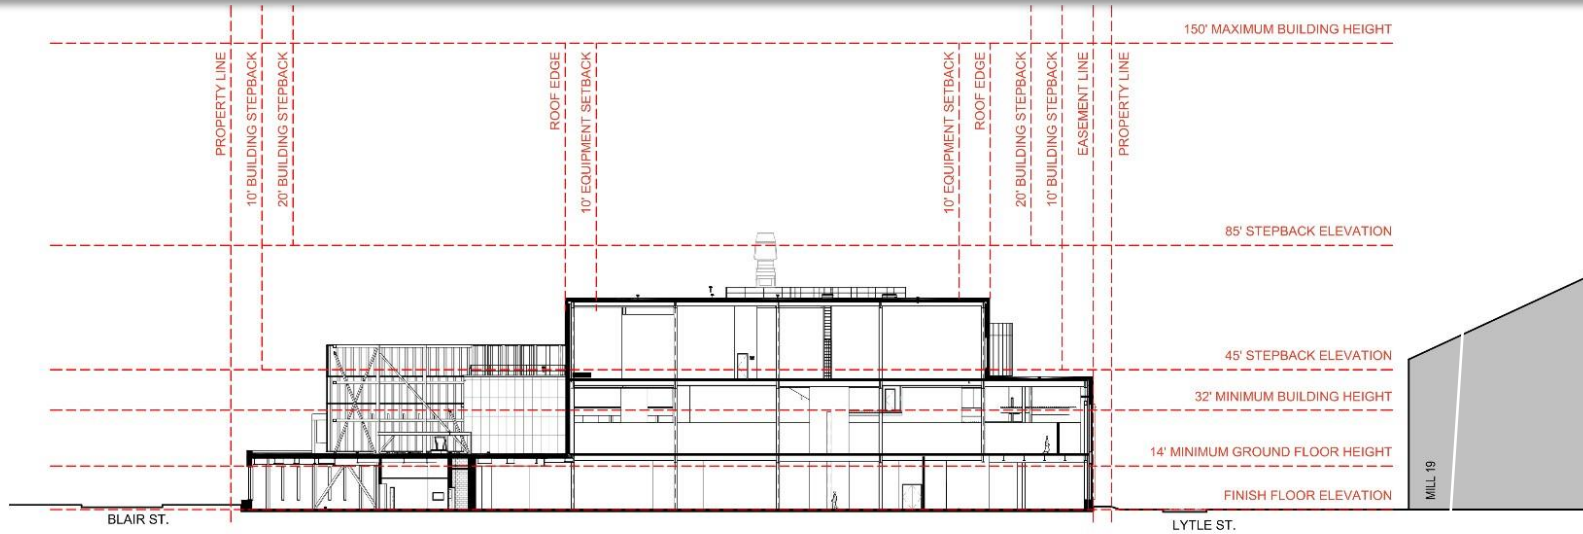 150' MAXIMUM BUILDING HEIGHT
PROPERTY LINE
10' BUILDING STEPBACK
20' BUILDING STEPBACK
ROOF EDGE
10' EQUIPMENT SETBACK
10' EQUIPMENT SETBACK
ROOF EDGE
20' BUILDING STEPBACK
10' BUILDING STEPBACK
EASEMENT LINE
PROPERTY LINE
85' STEPBACK ELEVATION
45' STEPBACK ELEVATION
32' MINIMUM BUILDING HEIGHT
14' MINIMUM GROUND FLOOR HEIGHT
FINISH FLOOR ELEVATION
MILL 19
BLAIR ST.
LYTLE ST.